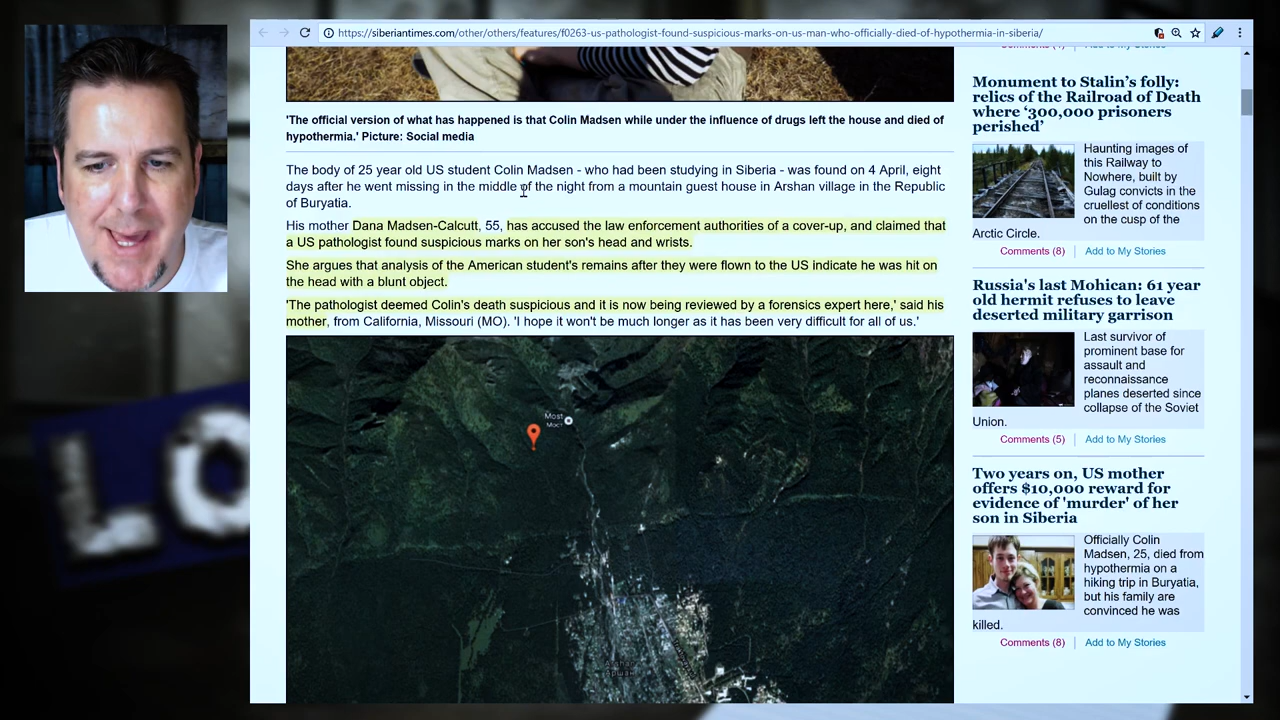 https://siberiantimes.com/other/others/features/f0263-us-pathologist-found-suspicious-marks-on-us-man-who-officially-died-of-hypothermia-in-siberia/
'The official version of what has happened is that Colin Madsen while under the influence of drugs left the house and died of
hypothermia.' Picture: Social media
The body of 25 year old US student Colin Madsen - who had been studying in Siberia - was found on 4 April, eight
days after he went missing in the middle of the night from a mountain guest house in Arshan village in the Republic
of Buryatia.
His mother Dana Madsen-Calcutt, 55, has accused the law enforcement authorities of a cover-up, and claimed that
a US pathologist found suspicious marks on her son's head and wrists.
She argues that analysis of the American student's remains after they were flown to the US indicate he was hit on
the head with a blunt object.
'The pathologist deemed Colin's death suspicious and it is now being reviewed by a forensics expert here,' said his
mother, from California, Missouri (MO). 'I hope it won't be much longer as it has been very difficult for all of us.'
Most
Мост
Arshan
Аршан
Monument to Stalin's folly:
relics of the Railroad of Death
where '300,000 prisoners
perished'
Haunting images of
this Railway to
Nowhere, built by
Gulag convicts in the
cruellest of conditions
on the cusp of the
Arctic Circle.
Comments (8) | Add to My Stories
Russia's last Mohican: 61 year
old hermit refuses to leave
deserted military garrison
Last survivor of
prominent base for
assault and
reconnaissance
planes deserted since
collapse of the Soviet
Union.
Comments (5) | Add to My Stories
Two years on, US mother
offers $10,000 reward for
evidence of 'murder' of her
son in Siberia
Officially Colin
Madsen, 25, died from
hypothermia on a
hiking trip in Buryatia,
but his family are
convinced he was
killed.
Comments (8) | Add to My Stories
LO